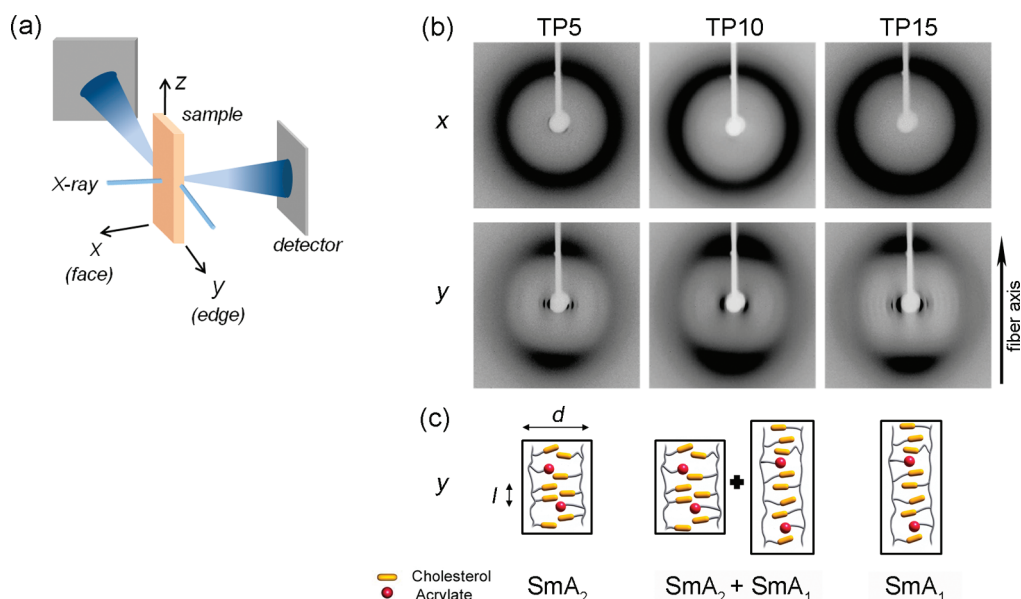 (a)
z
sample
X-ray
x
(face)
y
(edge)
detector
(b)
TP5 TP10 TP15
x
y
fiber axis
(c)
d
y
l
Cholesterol
Acrylate
SmA₂ SmA₂ + SmA₁ SmA₁